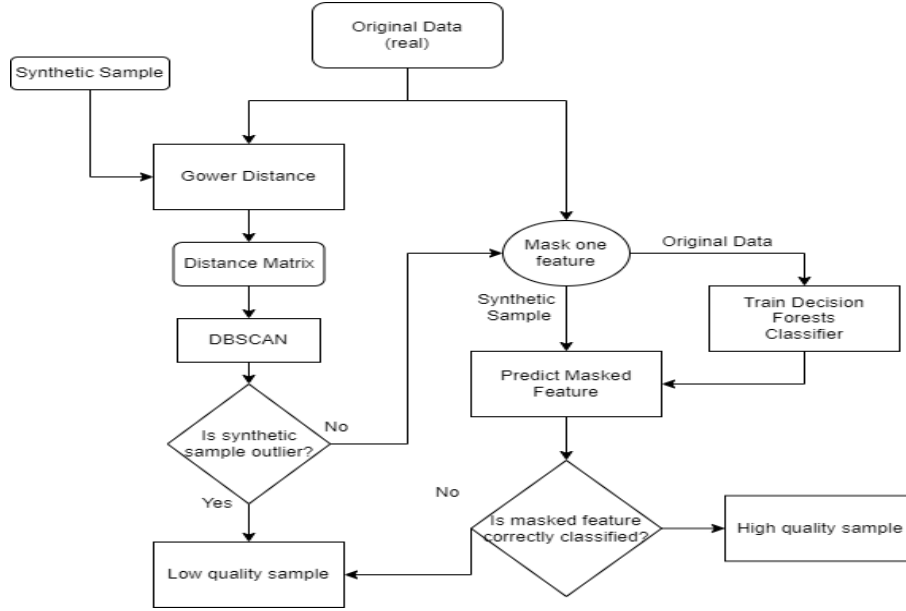 Original Data
(real)
Synthetic Sample
Gower Distance
Distance Matrix
Mask one
feature
Original Data
Synthetic
Sample
Train Decision
Forests
Classifier
DBSCAN
Predict Masked
Feature
Is synthetic
sample outlier?
No
Yes
No
Is masked feature
correctly classified?
High quality sample
Low quality sample